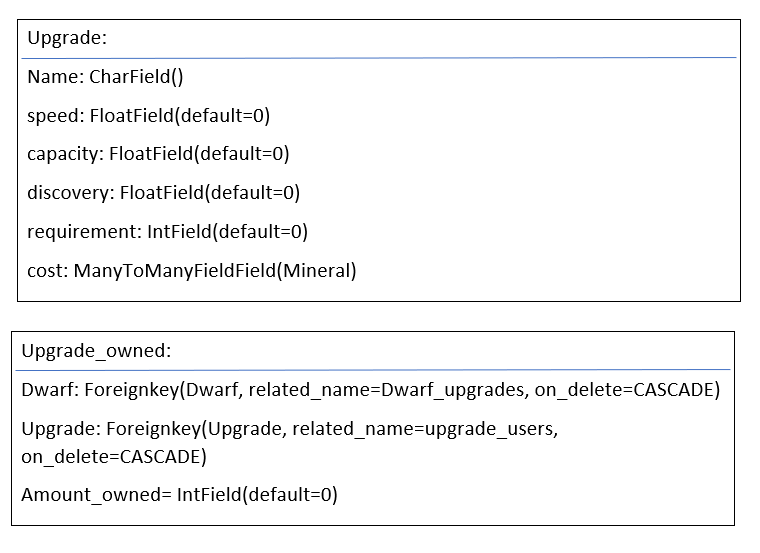 Upgrade:
Name: CharField()
speed: FloatField(default=0)
capacity: FloatField(default=0)
discovery: FloatField(default=0)
requirement: IntField(default=0)
cost: ManyToManyFieldField(Mineral)
Upgrade_owned:
Dwarf: Foreignkey(Dwarf, related_name=Dwarf_upgrades, on_delete=CASCADE)
Upgrade: Foreignkey(Upgrade, related_name=upgrade_users,
on_delete=CASCADE)
Amount_owned= IntField(default=0)